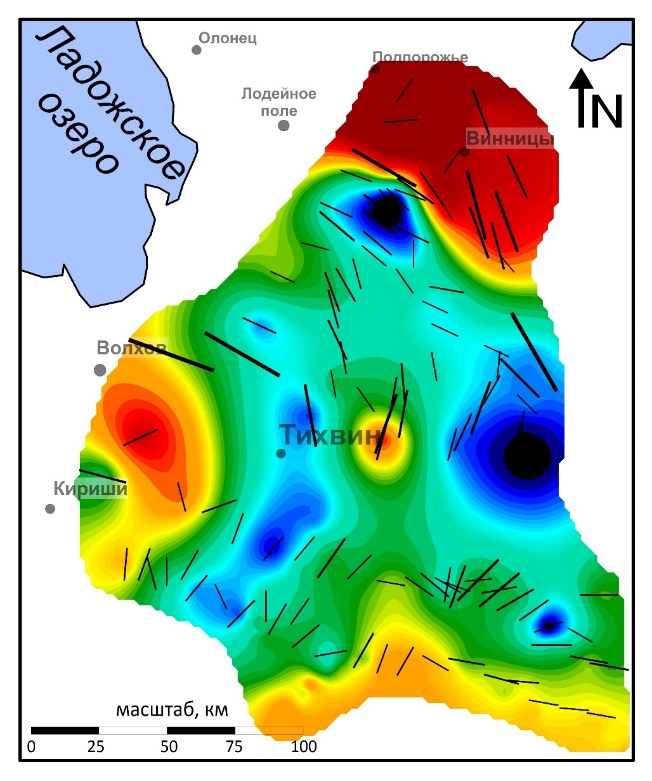 Олонец
Ладожское
озеро
Подпорожье
Лодейное
поле
N
Винницы
Волхов
Тихвин
Кириши
масштаб, км
0 25 50 75 100